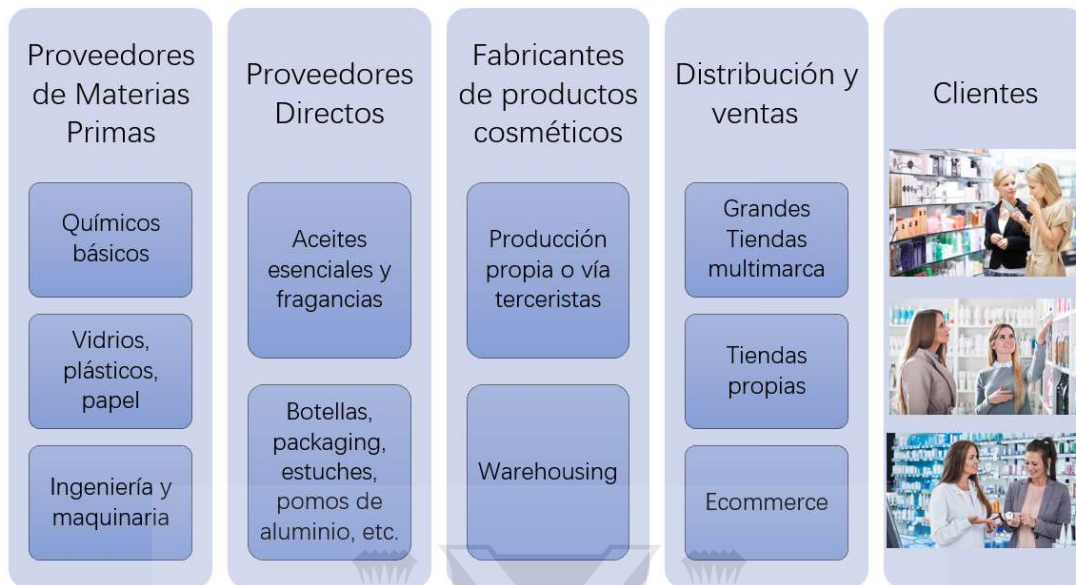 Proveedores
de Materias
Primas
Químicos
básicos
Vidrios,
plásticos,
papel
Ingeniería y
maquinaria
Proveedores
Directos
Aceites
esenciales y
fragancias
Botellas,
packaging,
estuches,
pomos de
aluminio, etc.
Fabricantes
de productos
cosméticos
Producción
propia o vía
terceristas
Warehousing
Distribución y
ventas
Grandes
Tiendas
multimarca
Tiendas
propias
Ecommerce
Clientes